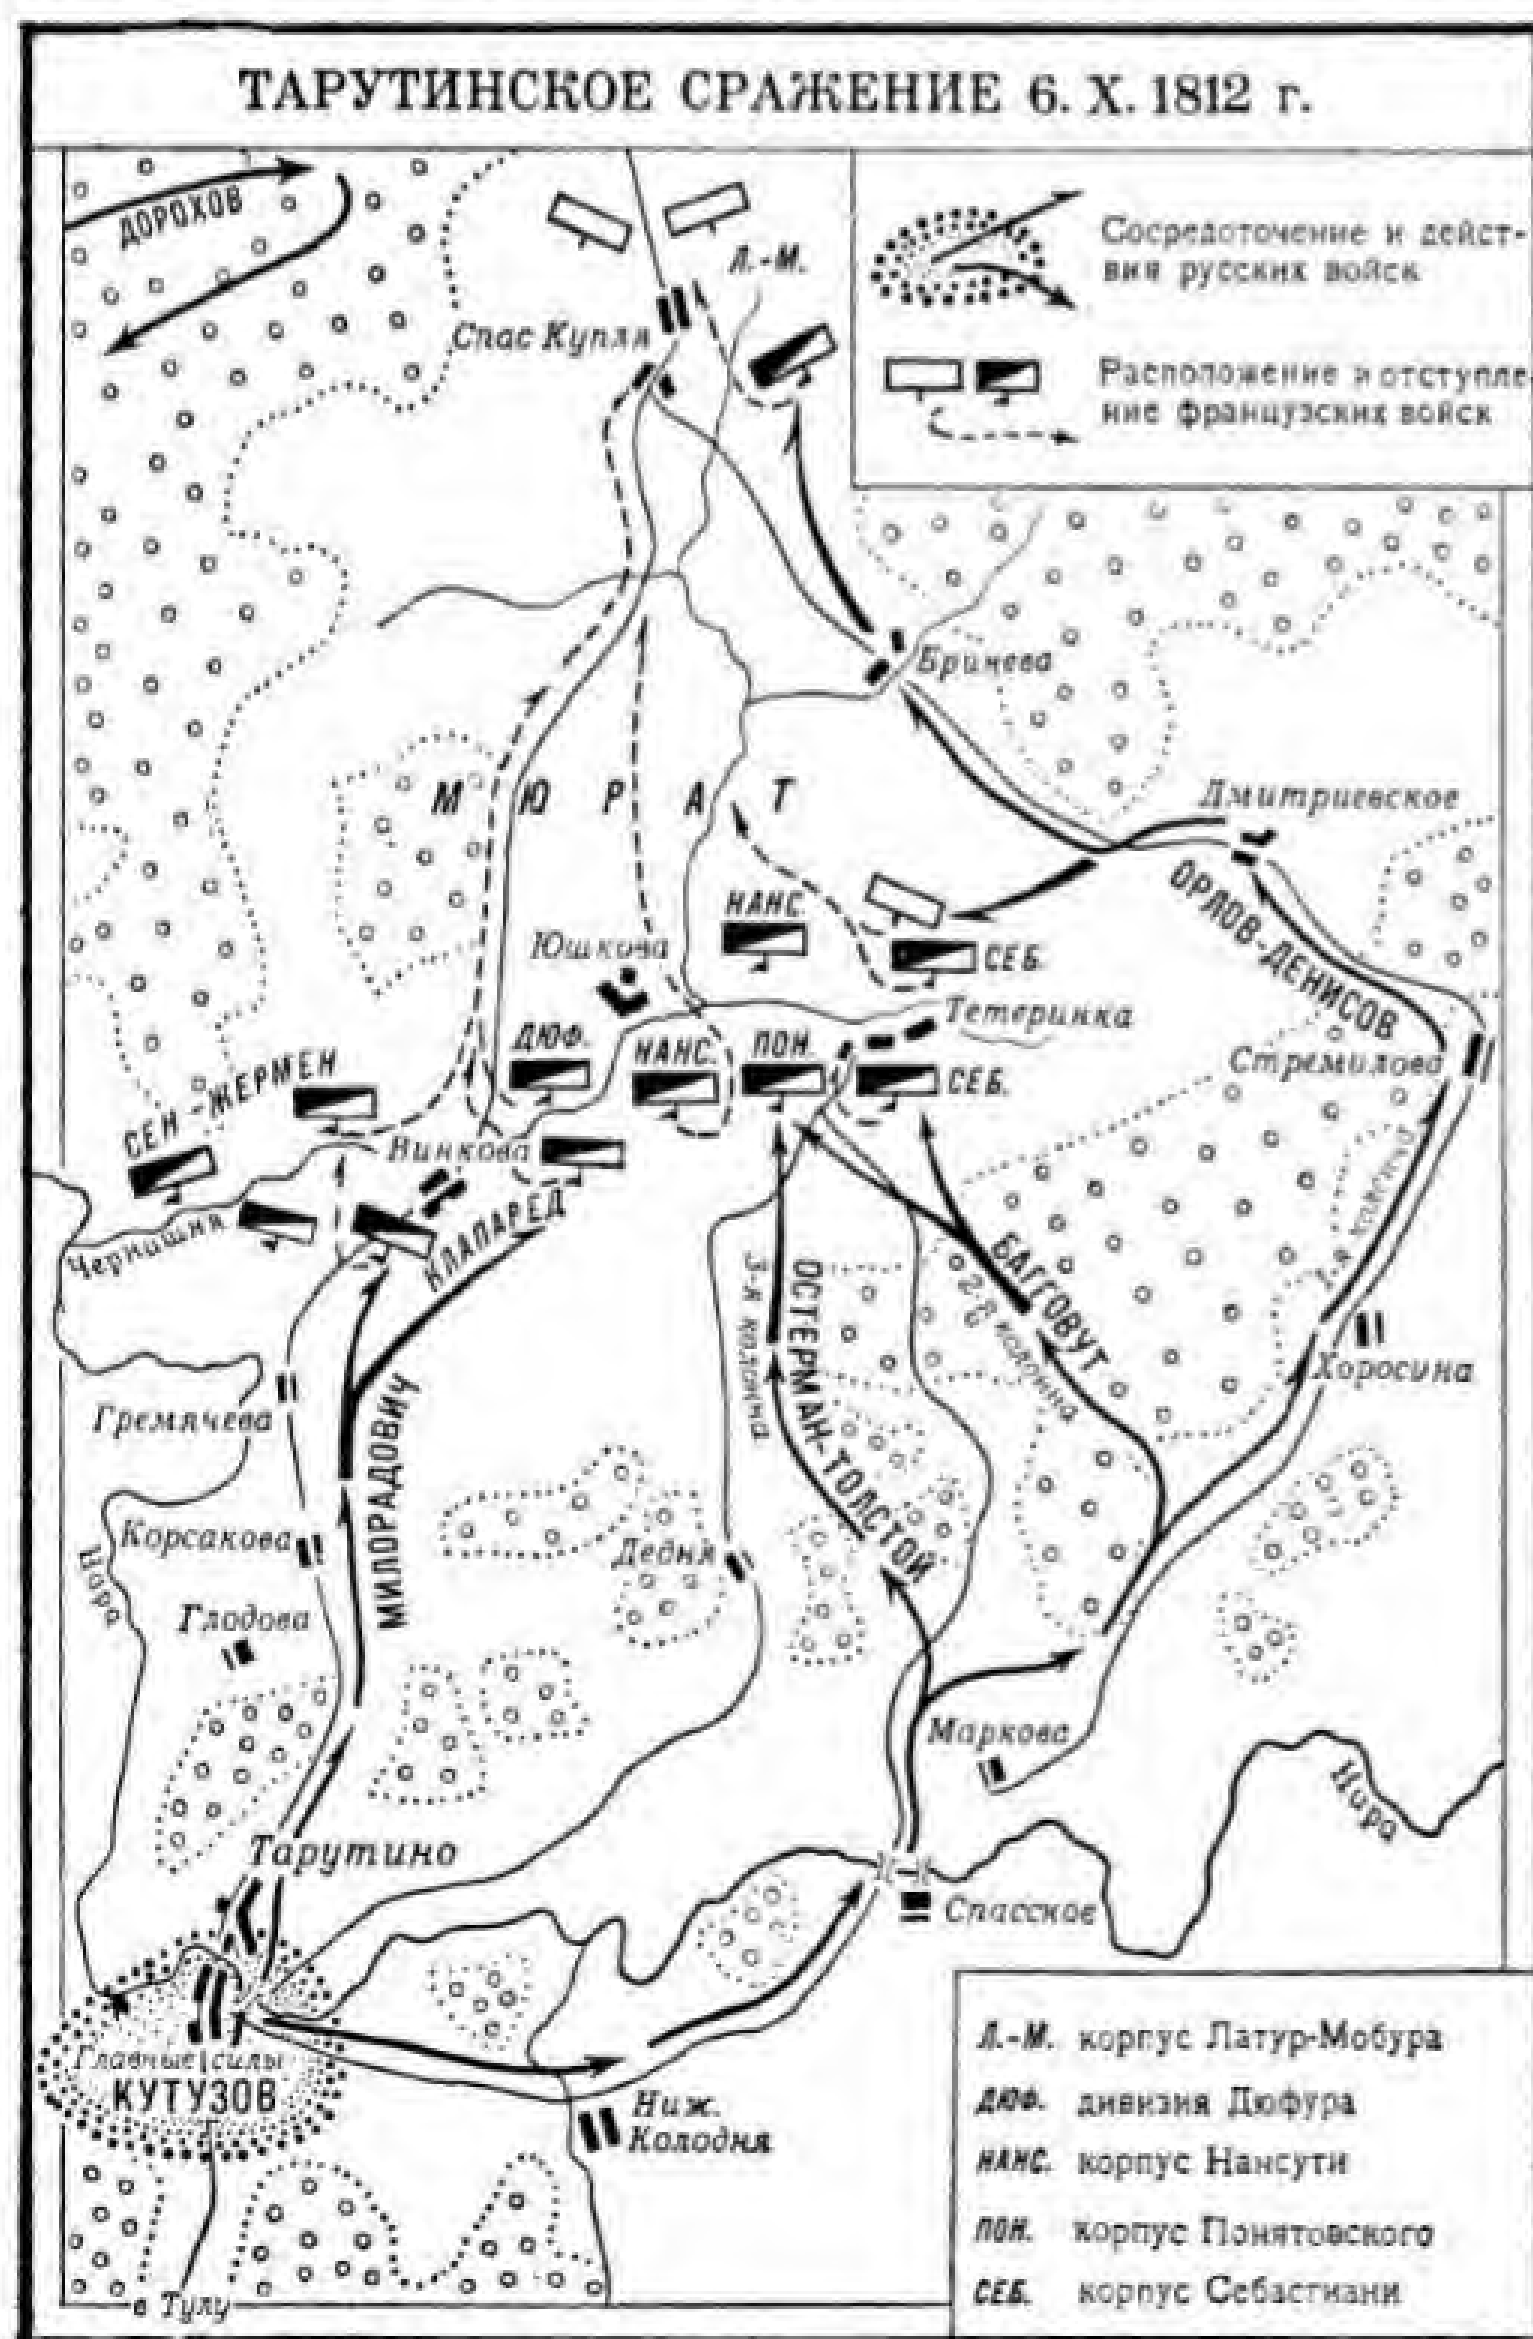 ТАРУТИНСКОЕ СРАЖЕНИЕ 6. X. 1812 г.
ДОРОХОВ
Л.-М.
Спас Купля
Сосредоточение и дейст-
вия русских войск
Расположение и отступле-
ние французских войск
Бринева
МЮРАТ
Дмитриевское
ОРЛОВ-ДЕНИСОВ
НАНС.
СЕБ.
Юшкова
Тетеринка
Стремилова
ДЮФ.
НАНС.
ПОН.
СЕБ.
СЕН-ЖЕРМЕН
Винкова
Чернишня
КЛАПАРЕД
3-я колонна
ОСТЕРМАН-ТОЛСТОЙ
БАГГОВУТ
2-я колонна
1-я колонна
Хоросина
Гремячева
МИЛОРАДОВИЧ
Корсакова
Нара
Дедня
Глодова
Маркова
Нара
Тарутино
Спасское
Главные силы
КУТУЗОВ
Ниж.
Колодня
в Тулу
Л.-М. корпус Латур-Мобура
ДЮФ. дивизия Дюфура
НАНС. корпус Нансути
ПОН. корпус Понятовского
СЕБ. корпус Себастиани